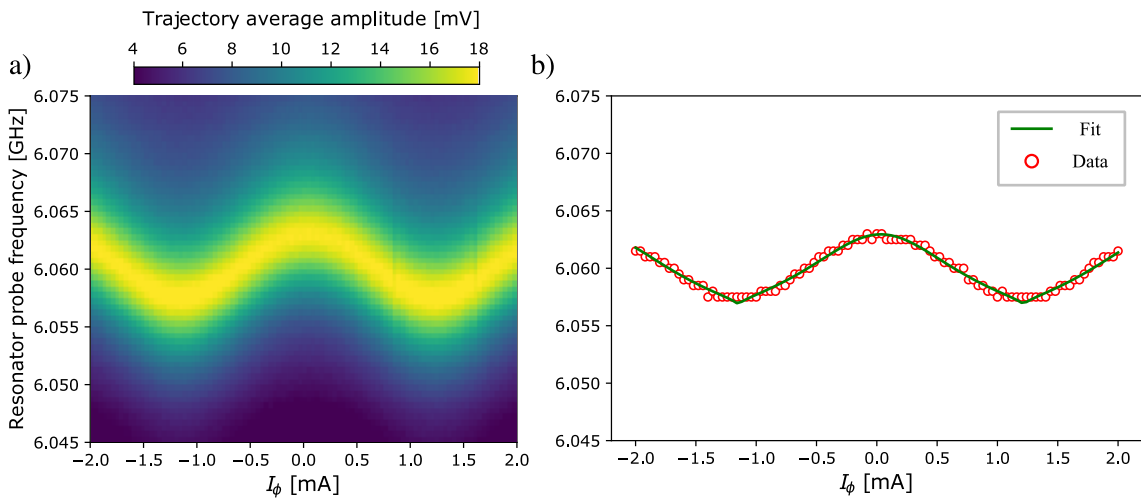 Trajectory average amplitude [mV]
4 6 8 10 12 14 16 18
a)
Resonator probe frequency [GHz]
6.075
6.070
6.065
6.060
6.055
6.050
6.045
−2.0 −1.5 −1.0 −0.5 0.0 0.5 1.0 1.5 2.0
Iϕ [mA]
b)
6.075
6.070
6.065
6.060
6.055
6.050
6.045
Fit
Data
−2.0 −1.5 −1.0 −0.5 0.0 0.5 1.0 1.5 2.0
Iϕ [mA]